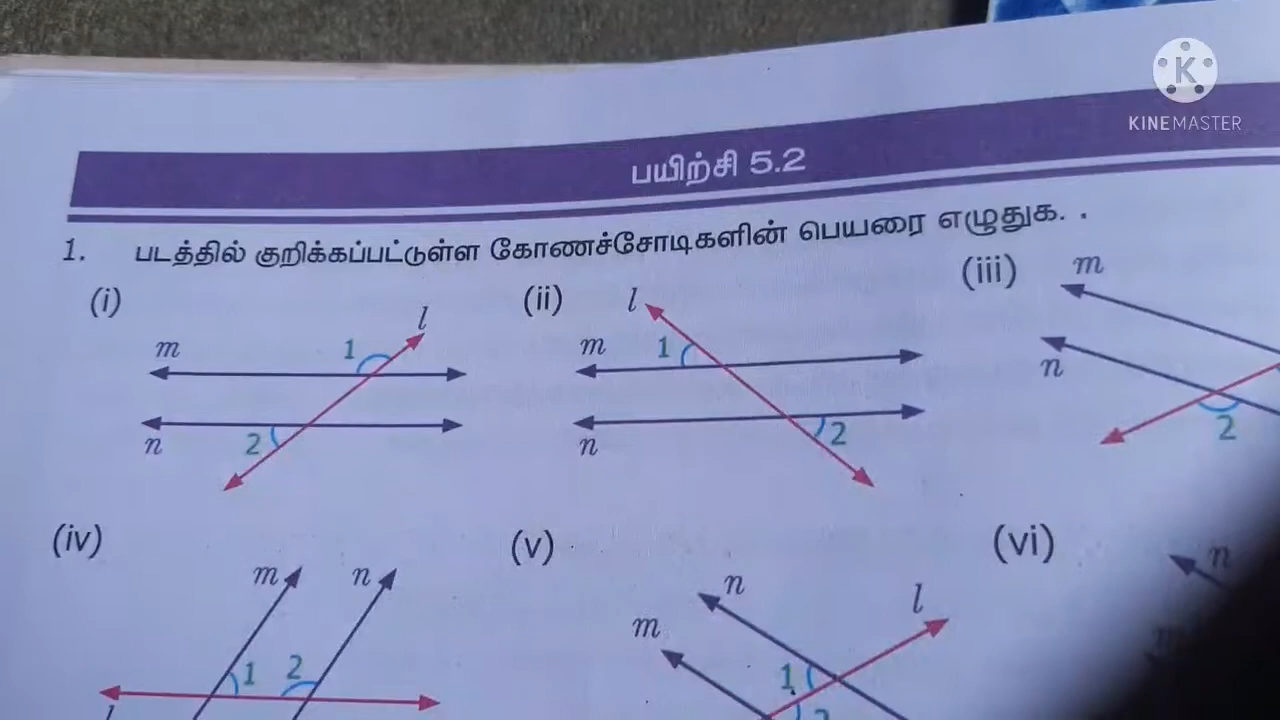 K
KINEMASTER
பயிற்சி 5.2
1. படத்தில் குறிக்கப்பட்டுள்ள கோணச்சோடிகளின் பெயரை எழுதுக. .
(i)
l
m
1
n
2
(ii)
l
m
1
n
2
(iii)
m
n
2
(iv)
m
n
1
2
(v)
n
l
m
1
2
(vi)
n